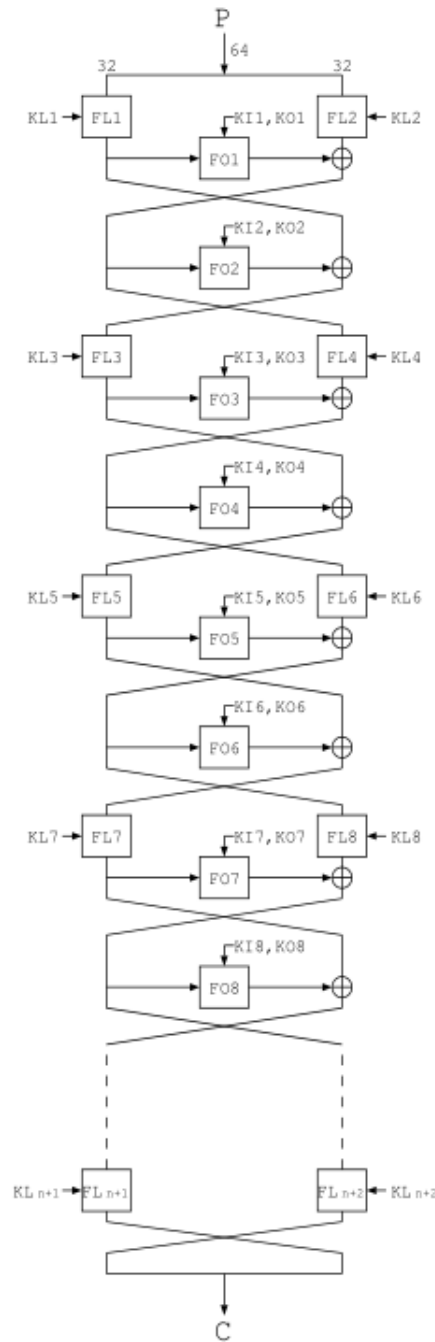 P
64
32 32
KL1 FL1 KI1,KO1 FL2 KL2
FO1
KI2,KO2
FO2
KL3 FL3 KI3,KO3 FL4 KL4
FO3
KI4,KO4
FO4
KL5 FL5 KI5,KO5 FL6 KL6
FO5
KI6,KO6
FO6
KL7 FL7 KI7,KO7 FL8 KL8
FO7
KI8,KO8
FO8
KL n+1 FL n+1 FL n+2 KL n+2
C